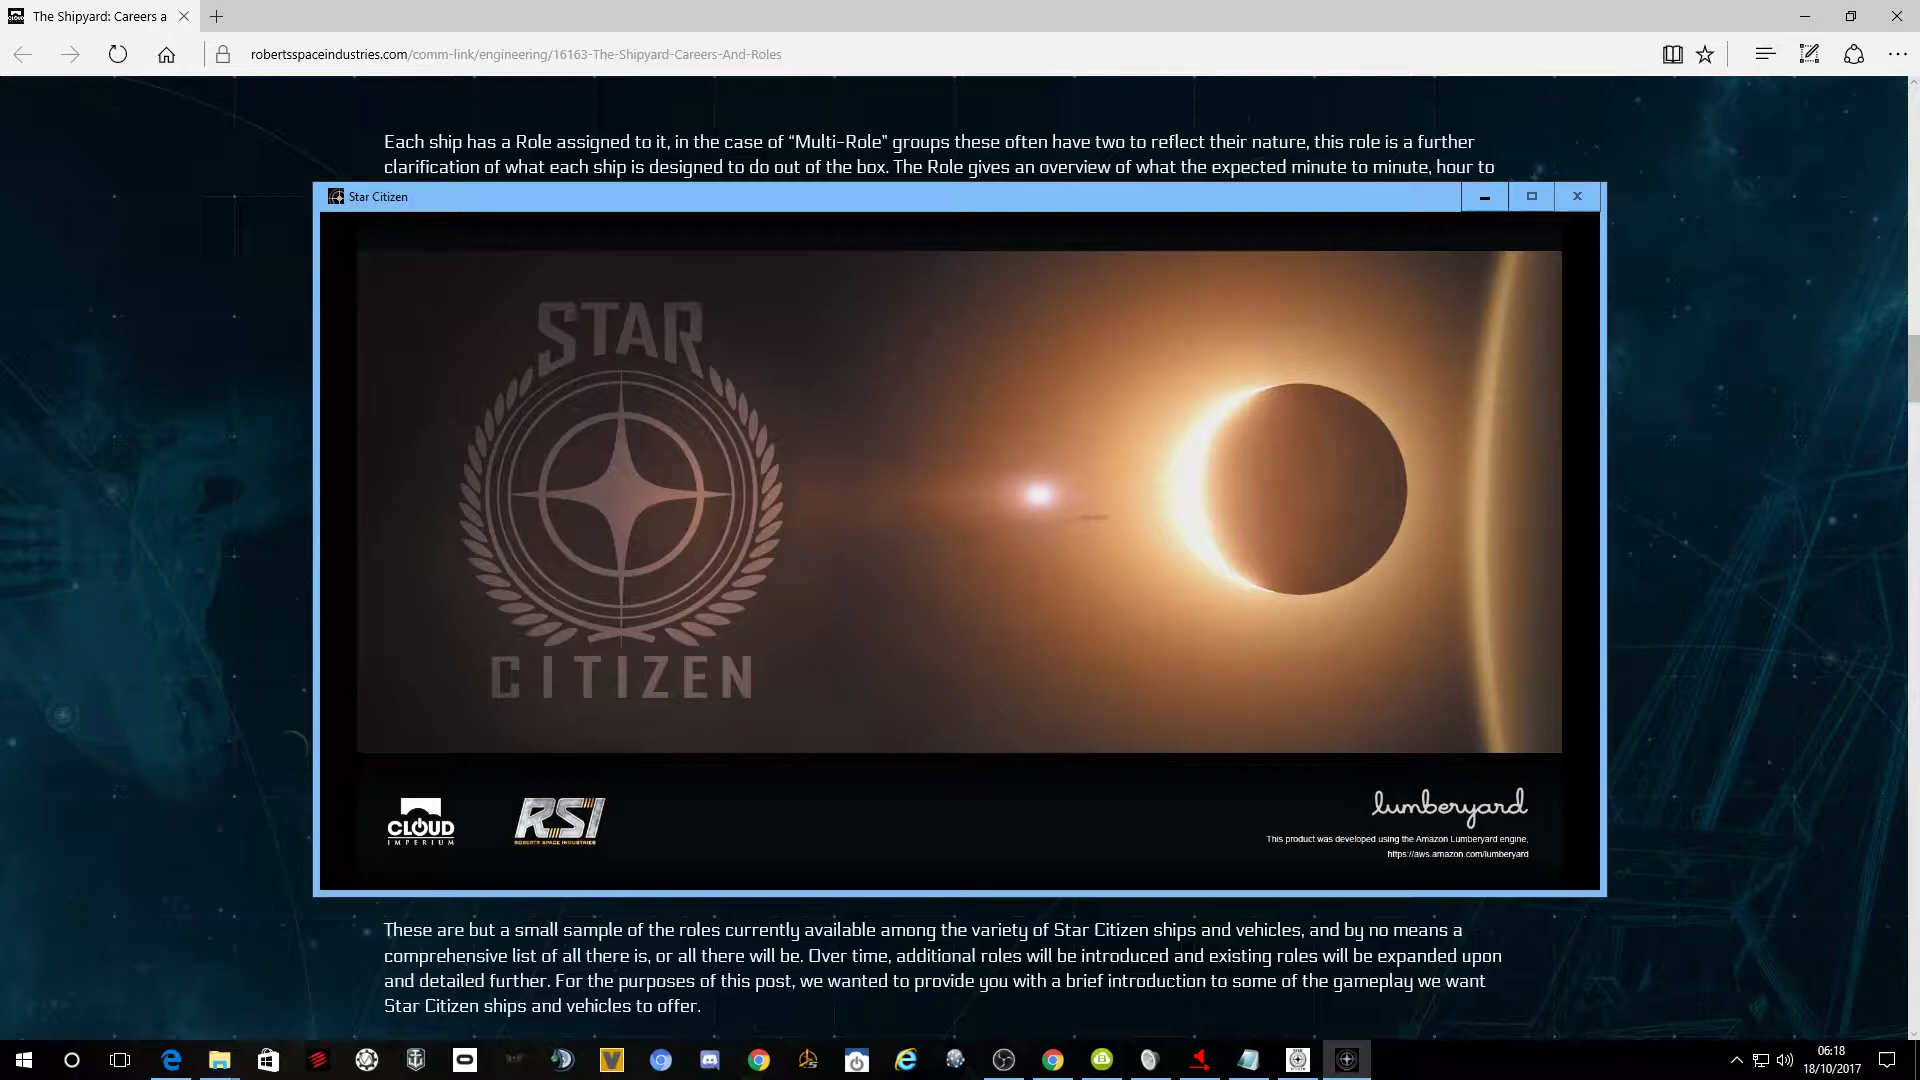 The Shipyard: Careers a
robertsspaceindustries.com/comm-link/engineering/16163-The-Shipyard-Careers-And-Roles
Each ship has a Role assigned to it, in the case of “Multi-Role” groups these often have two to reflect their nature, this role is a further
clarification of what each ship is designed to do out of the box. The Role gives an overview of what the expected minute to minute, hour to
Star Citizen
STAR
CITIZEN
CLOUD
IMPERIUM
RSI
ROBERTS SPACE INDUSTRIES
lumberyard
This product was developed using the Amazon Lumberyard engine,
https://aws.amazon.com/lumberyard
These are but a small sample of the roles currently available among the variety of Star Citizen ships and vehicles, and by no means a
comprehensive list of all there is, or all there will be. Over time, additional roles will be introduced and existing roles will be expanded upon
and detailed further. For the purposes of this post, we wanted to provide you with a brief introduction to some of the gameplay we want
Star Citizen ships and vehicles to offer.
06:18
18/10/2017